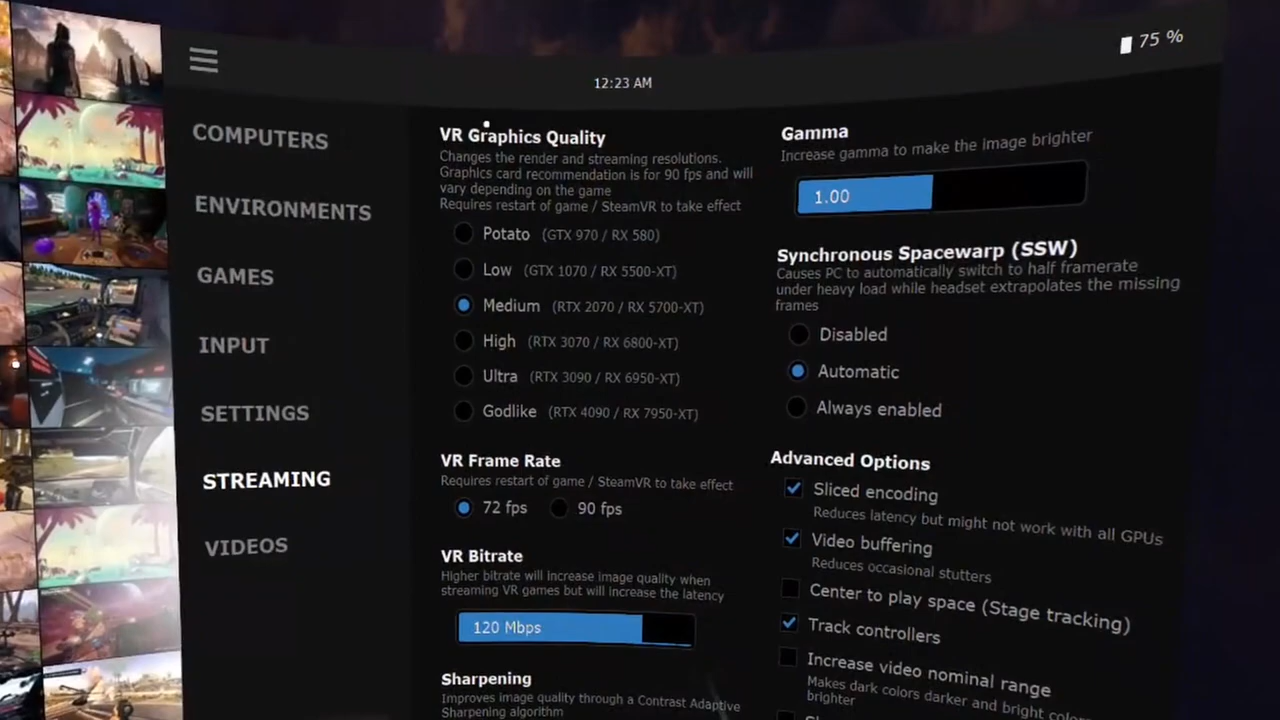 75 %
12:23 AM
COMPUTERS
ENVIRONMENTS
GAMES
INPUT
SETTINGS
STREAMING
VIDEOS
VR Graphics Quality
Changes the render and streaming resolutions.
Graphics card recommendation is for 90 fps and will
vary depending on the game
Requires restart of game / SteamVR to take effect
Potato (GTX 970 / RX 580)
Low (GTX 1070 / RX 5500-XT)
Medium (RTX 2070 / RX 5700-XT)
High (RTX 3070 / RX 6800-XT)
Ultra (RTX 3090 / RX 6950-XT)
Godlike (RTX 4090 / RX 7950-XT)
VR Frame Rate
Requires restart of game / SteamVR to take effect
72 fps 90 fps
VR Bitrate
Higher bitrate will increase image quality when
streaming VR games but will increase the latency
120 Mbps
Sharpening
Improves image quality through a Contrast Adaptive
Sharpening algorithm
Gamma
Increase gamma to make the image brighter
1.00
Synchronous Spacewarp (SSW)
Causes PC to automatically switch to half framerate
under heavy load while headset extrapolates the missing
frames
Disabled
Automatic
Always enabled
Advanced Options
Sliced encoding
Reduces latency but might not work with all GPUs
Video buffering
Reduces occasional stutters
Center to play space (Stage tracking)
Track controllers
Increase video nominal range
Makes dark colors darker and bright colors
brighter